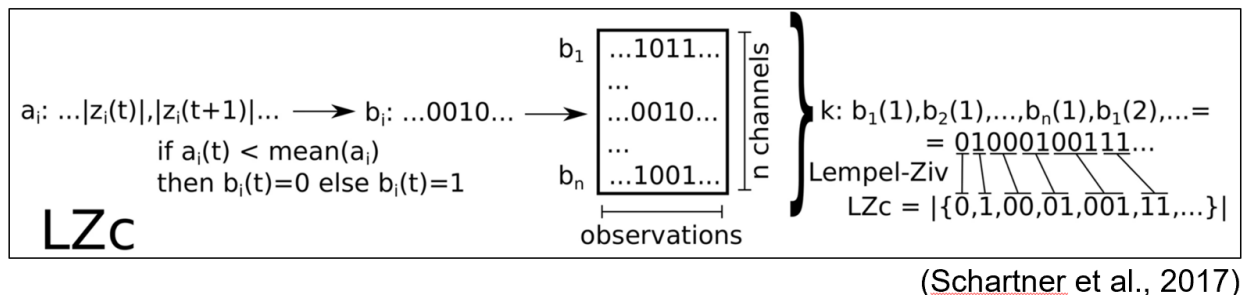 aᵢ: ...|zᵢ(t)|,|zᵢ(t+1)|...
if aᵢ(t) < mean(aᵢ)
then bᵢ(t)=0 else bᵢ(t)=1
LZc
bᵢ: ...0010...
b₁ ...1011...
...
...0010...
...
bₙ ...1001...
n channels
observations
k: b₁(1),b₂(1),...,bₙ(1),b₁(2),...=
= 01000100111...
Lempel-Ziv
LZc = |{0,1,00,01,001,11,...}|
(Schartner et al., 2017)